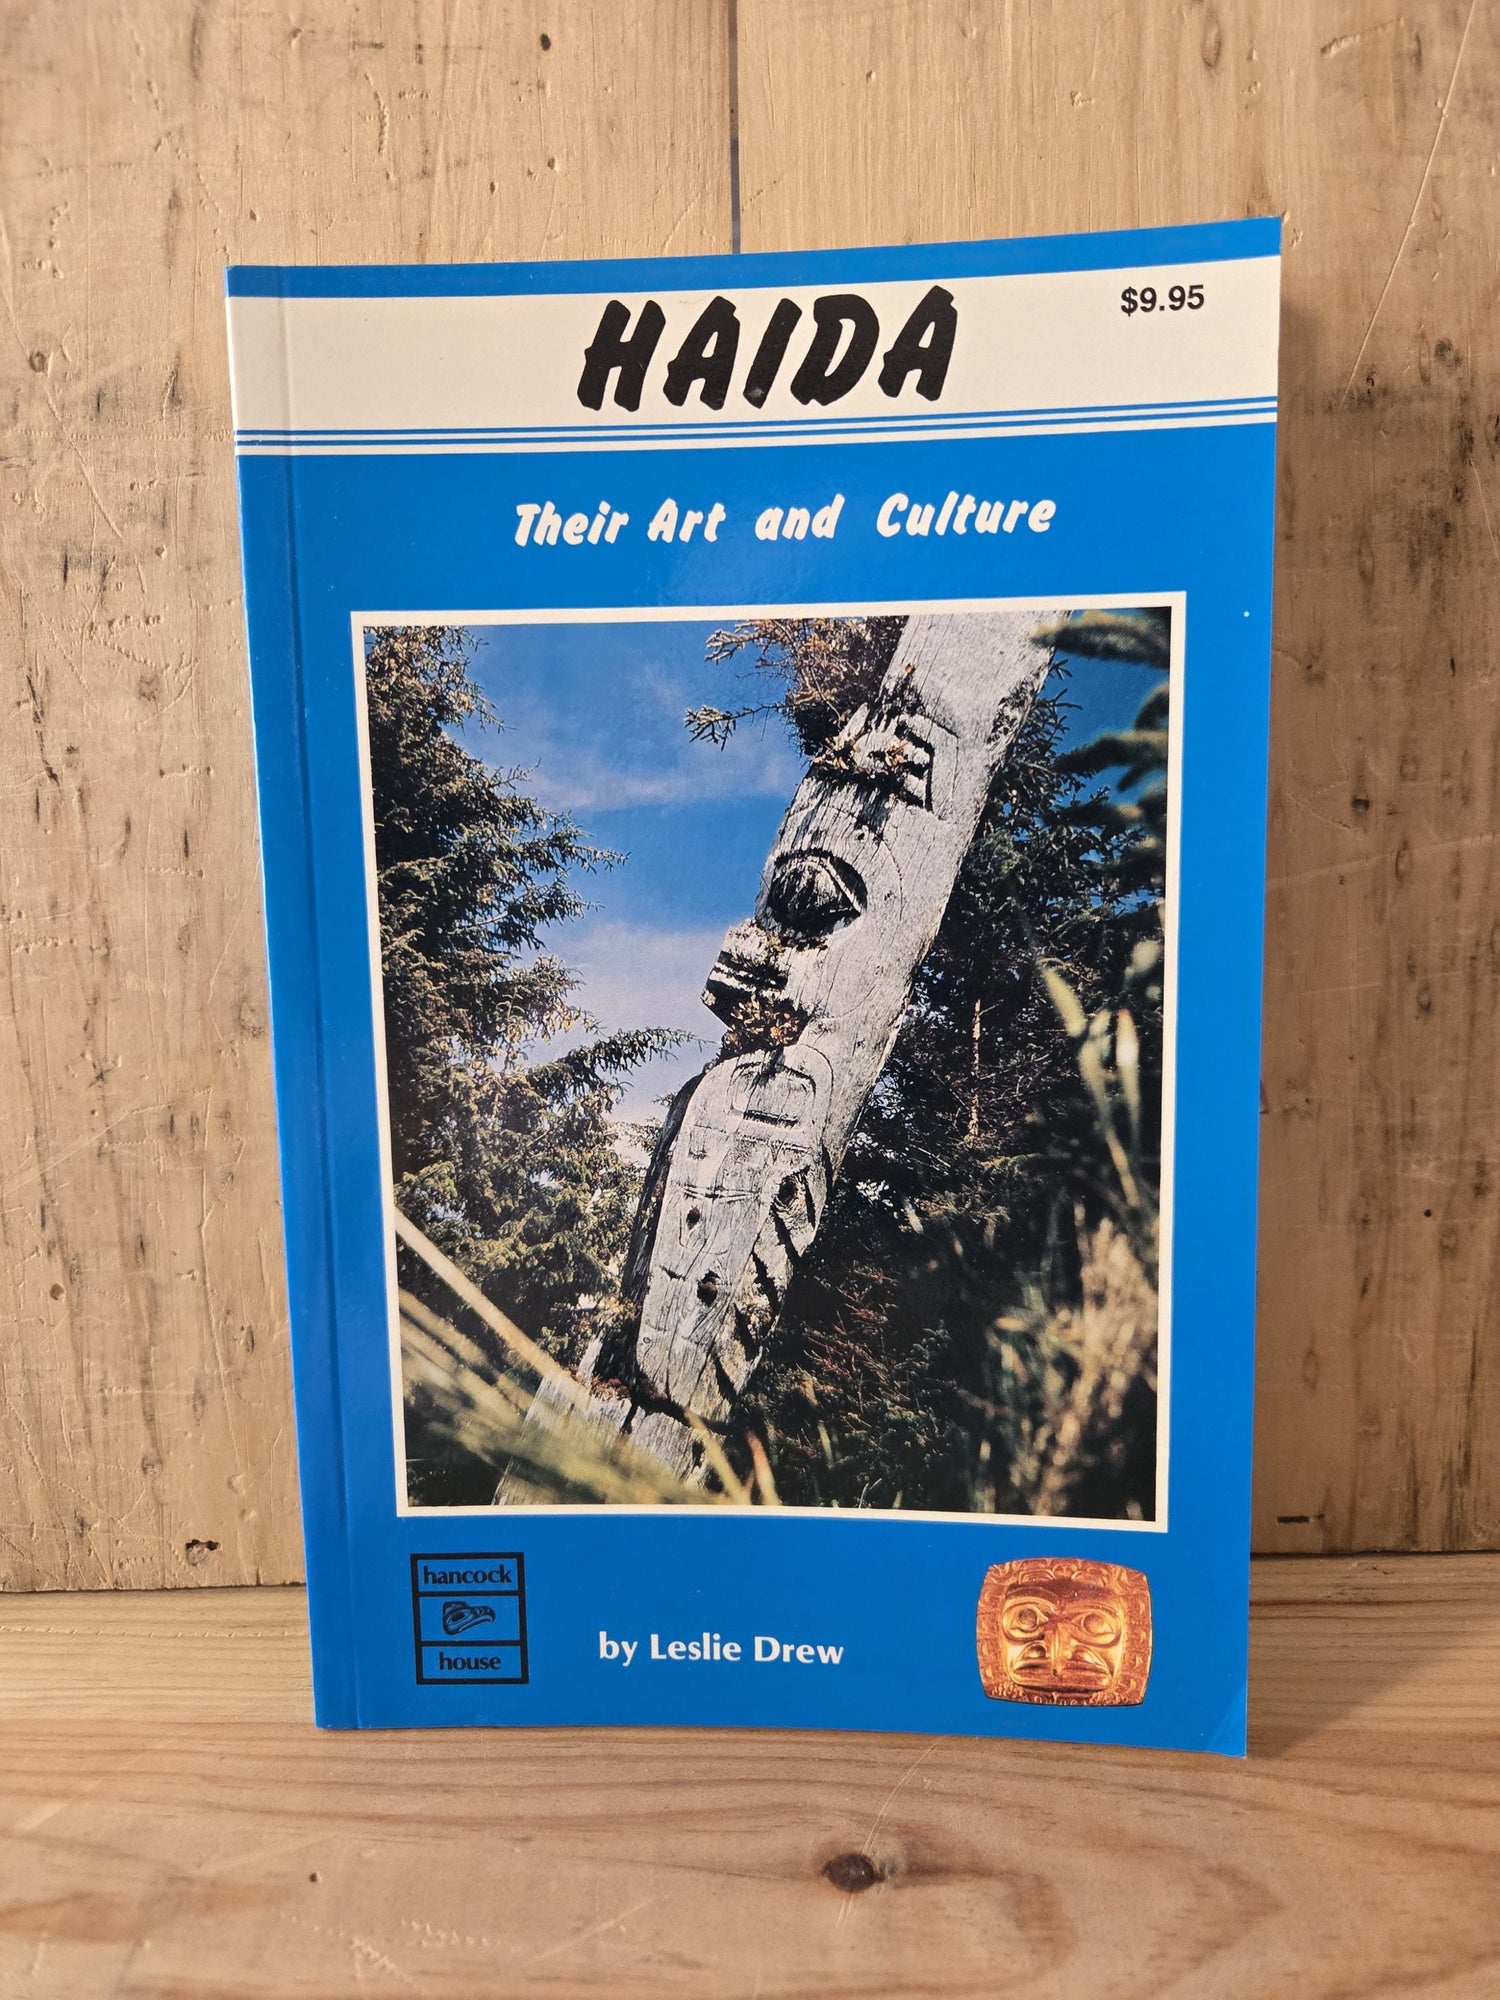 HAIDA
$9.95
Their Art and Culture
hancock
house
by Leslie Drew